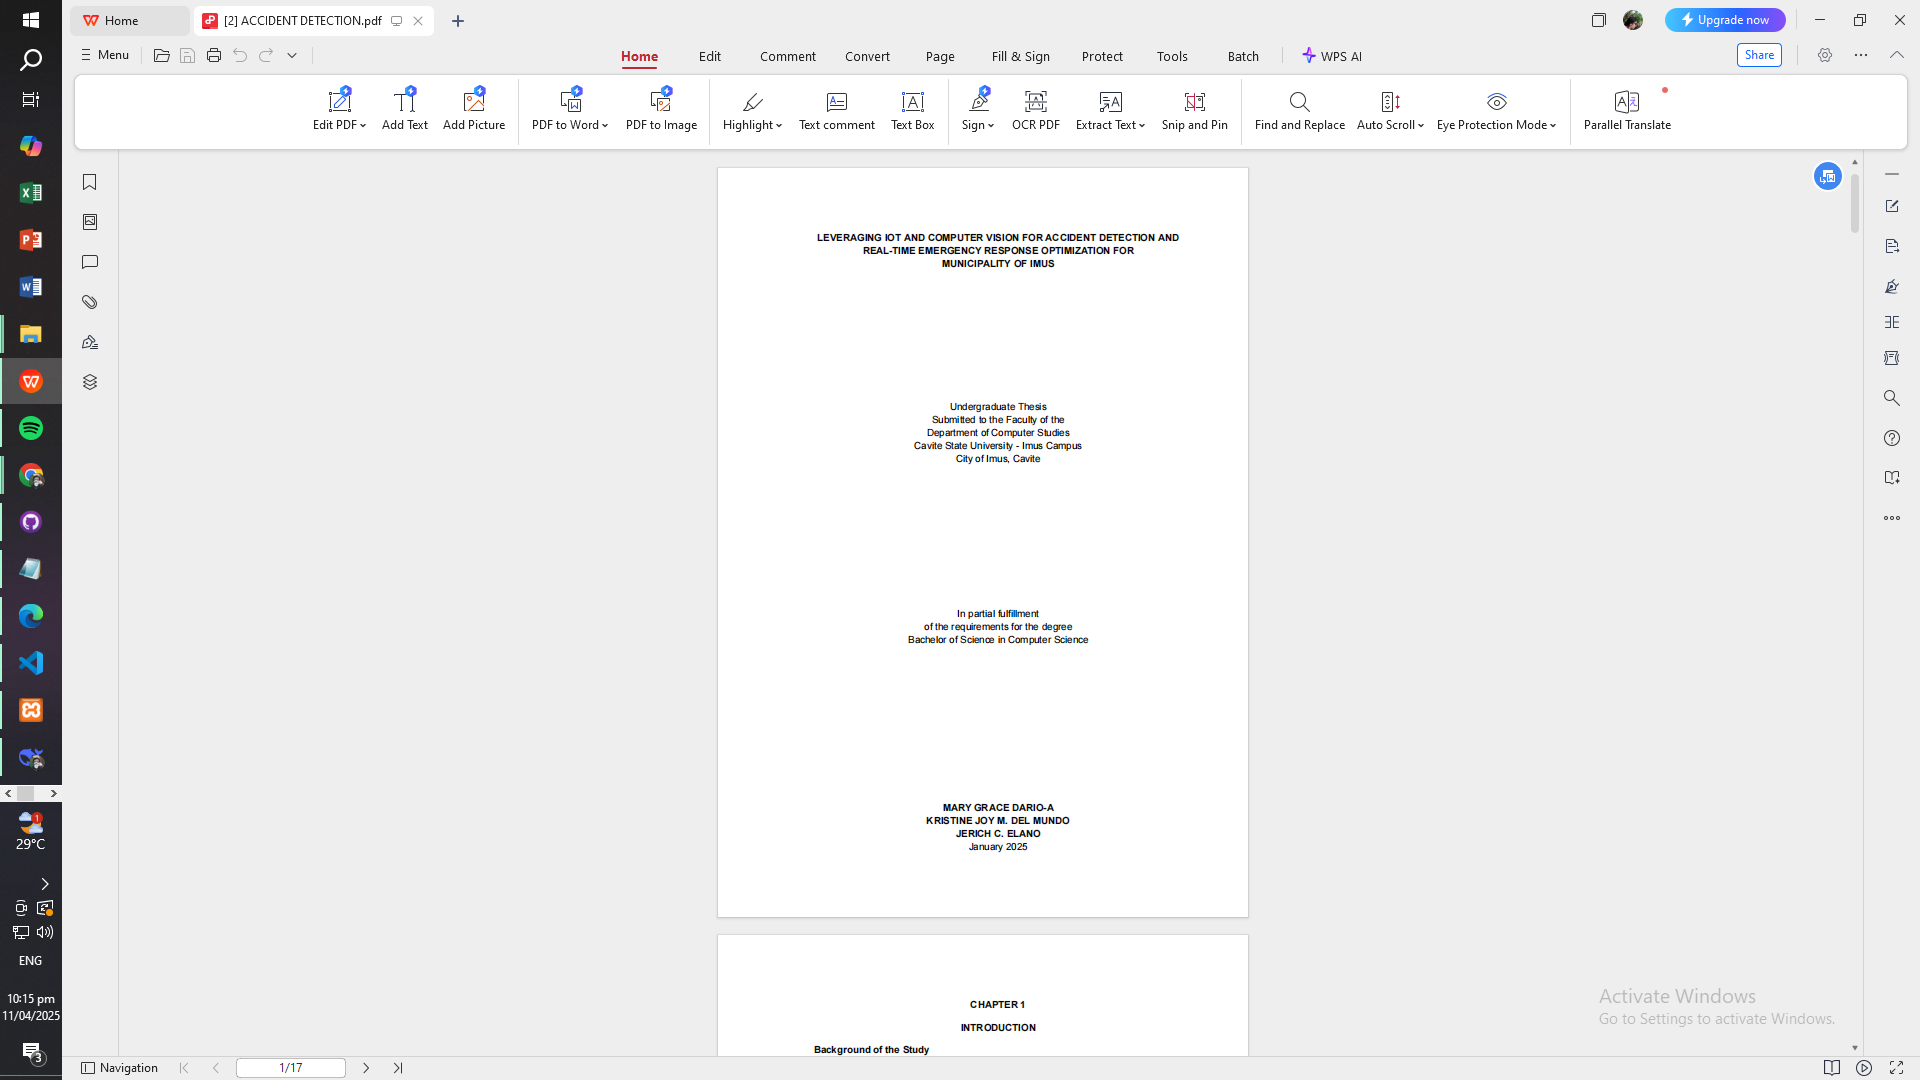 Home
[2] ACCIDENT DETECTION.pdf
Upgrade now
Menu
Home Edit Comment Convert Page Fill & Sign Protect Tools Batch WPS AI
Share
Edit PDF Add Text Add Picture PDF to Word PDF to Image Highlight Text comment Text Box Sign OCR PDF Extract Text Snip and Pin Find and Replace Auto Scroll Eye Protection Mode Parallel Translate
LEVERAGING IOT AND COMPUTER VISION FOR ACCIDENT DETECTION AND
REAL-TIME EMERGENCY RESPONSE OPTIMIZATION FOR
MUNICIPALITY OF IMUS
Undergraduate Thesis
Submitted to the Faculty of the
Department of Computer Studies
Cavite State University - Imus Campus
City of Imus, Cavite
In partial fulfillment
of the requirements for the degree
Bachelor of Science in Computer Science
MARY GRACE DARIO-A
KRISTINE JOY M. DEL MUNDO
JERICH C. ELANO
January 2025
CHAPTER 1
INTRODUCTION
Background of the Study
Activate Windows
Go to Settings to activate Windows.
1
29°C
ENG
10:15 pm
11/04/2025
3
Navigation
1/17